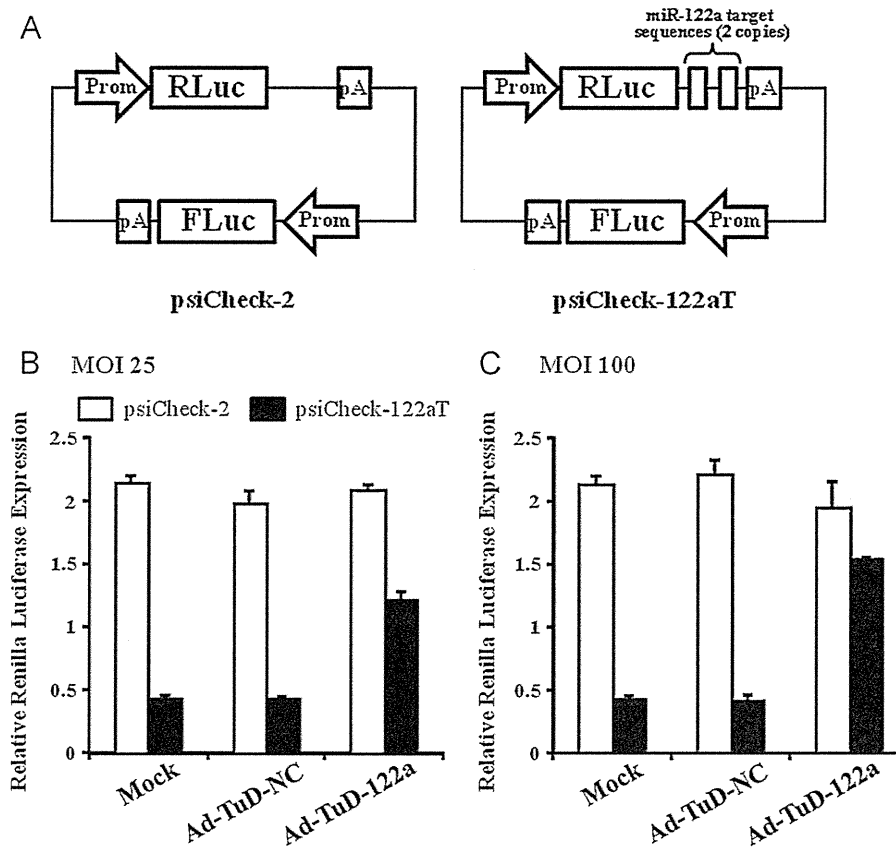 A
miR-122a target
sequences (2 copies)
Prom RLuc pA
Prom RLuc pA
pA FLuc Prom
pA FLuc Prom
psiCheck-2
psiCheck-122aT
B MOI 25
C MOI 100
psiCheck-2 psiCheck-122aT
Relative Renilla Luciferase Expression
2.5
2
1.5
1
0.5
0
Mock
Ad-TuD-NC
Ad-TuD-122a
Relative Renilla Luciferase Expression
2.5
2
1.5
1
0.5
0
Mock
Ad-TuD-NC
Ad-TuD-122a